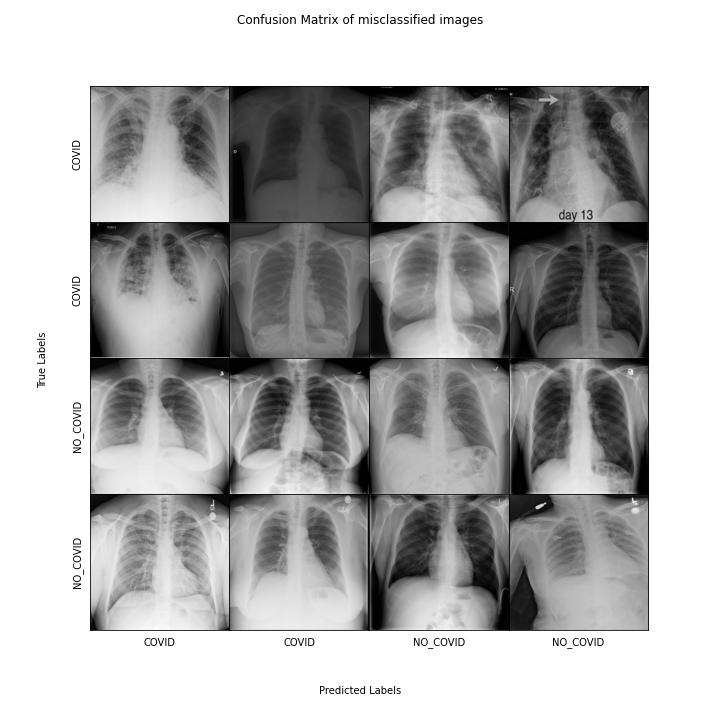 Confusion Matrix of misclassified images
COVID
day 13
COVID
R
True Labels
NO_COVID
NO_COVID
COVID
COVID
NO_COVID
NO_COVID
Predicted Labels